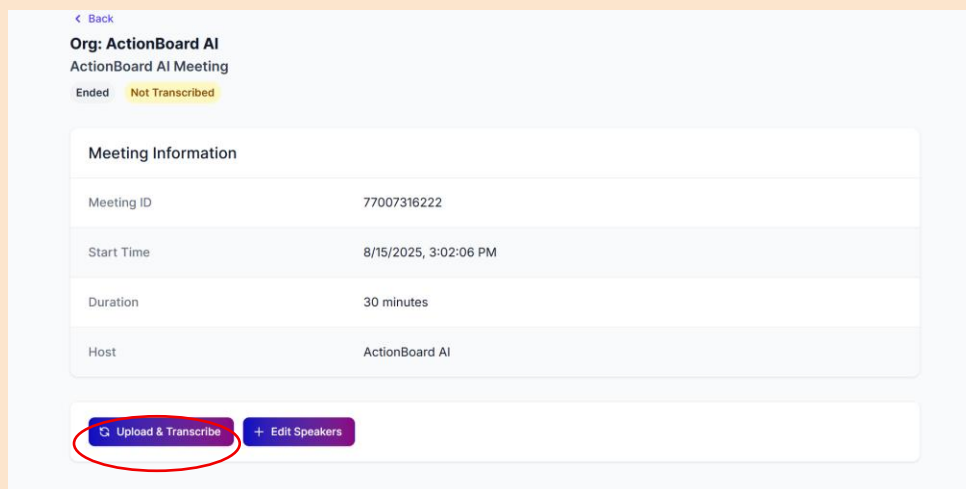 Back
Org: ActionBoard AI
ActionBoard AI Meeting
Ended Not Transcribed
Meeting Information
Meeting ID 77007316222
Start Time 8/15/2025, 3:02:06 PM
Duration 30 minutes
Host ActionBoard AI
Upload & Transcribe + Edit Speakers